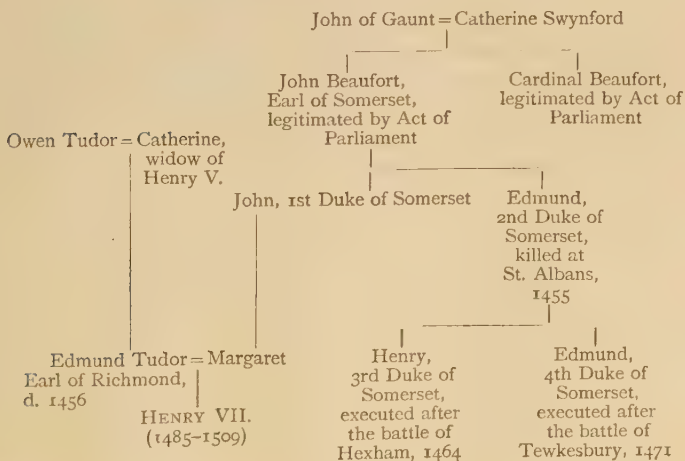 John of Gaunt = Catherine Swynford
John Beaufort,
Earl of Somerset,
legitimated by Act of
Parliament
Cardinal Beaufort,
legitimated by Act of
Parliament
Owen Tudor = Catherine,
widow of
Henry V.
John, 1st Duke of Somerset
Edmund,
2nd Duke of
Somerset,
killed at
St. Albans,
1455
Edmund Tudor = Margaret
Earl of Richmond,
d. 1456
HENRY VII.
(1485–1509)
Henry,
3rd Duke of
Somerset,
executed after
the battle of
Hexham, 1464
Edmund,
4th Duke of
Somerset,
executed after
the battle of
Tewkesbury, 1471